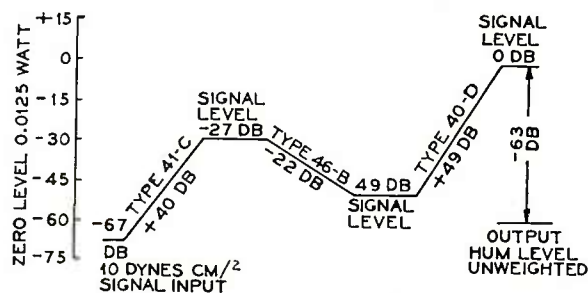 ZERO LEVEL 0.0125 WATT
+15
0
-15
-30
-45
-60
-75
-67
DB
10 DYNES CM/2
SIGNAL INPUT
TYPE 41-C
+40 DB
SIGNAL
LEVEL
-27 DB
TYPE 46-B
-22 DB
49 DB
SIGNAL
LEVEL
TYPE 40-D
+49 DB
SIGNAL
LEVEL
0 DB
-63
DB
OUTPUT
HUM LEVEL
UNWEIGHTED